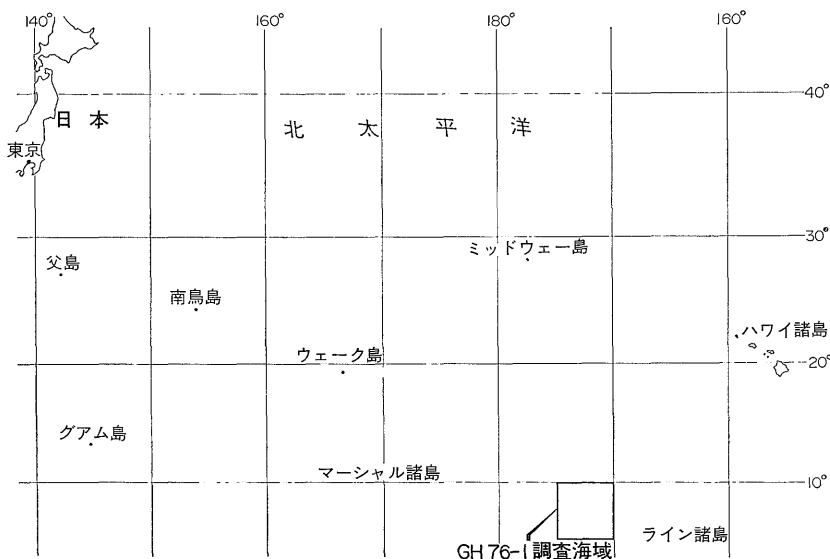 140° 160° 180° 160°
40°
日本
北太平洋
東京
30°
ミッドウェー島
父島
南鳥島
ハワイ諸島
ウェーク島
20°
グアム島
マーシャル諸島
10°
ライン諸島
GH76-1調査海域